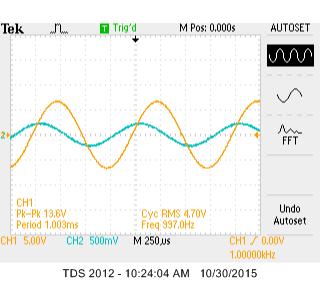 Tek T Trig'd M Pos: 0.000s AUTOSET
2
FFT
CH1
Pk-Pk 13.6V Cyc RMS 4.70V
Period 1.003ms Freq 997.0Hz
Undo
Autoset
CH1 5.00V CH2 500mV M 250µs CH1 / 0.00V
1.00000kHz
TDS 2012 - 10:24:04 AM 10/30/2015